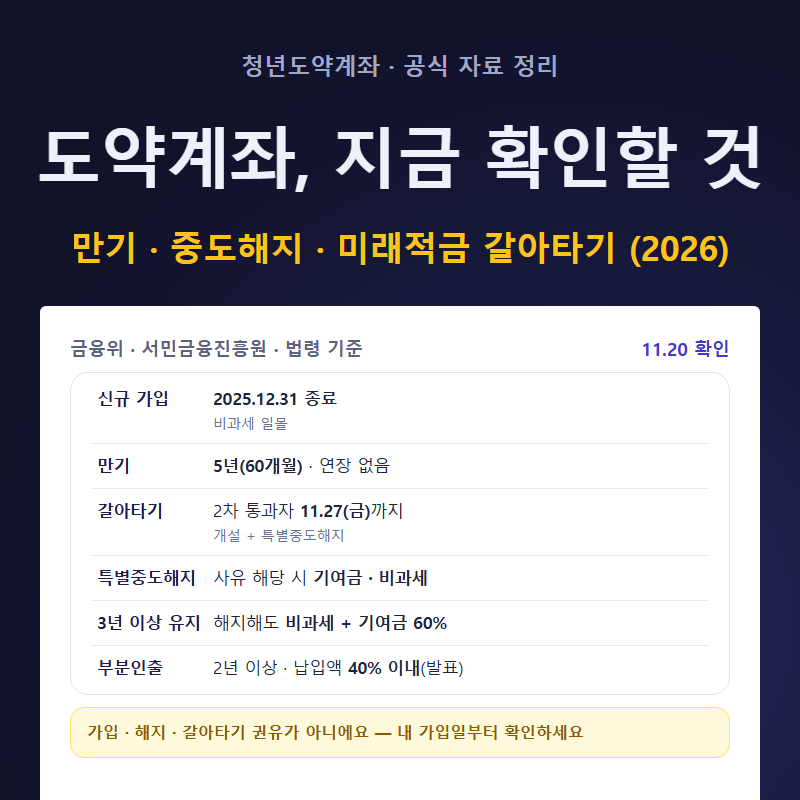 청년도약계좌 · 공식 자료 정리
도약계좌, 지금 확인할 것
만기 · 중도해지 · 미래적금 갈아타기 (2026)
금융위 · 서민금융진흥원 · 법령 기준 11.20 확인
신규 가입 2025.12.31 종료
비과세 일몰
만기 5년(60개월) · 연장 없음
갈아타기 2차 통과자 11.27(금)까지
개설 + 특별중도해지
특별중도해지 사유 해당 시 기여금 · 비과세
3년 이상 유지 해지해도 비과세 + 기여금 60%
부분인출 2년 이상 · 납입액 40% 이내(발표)
가입 · 해지 · 갈아타기 권유가 아니에요 — 내 가입일부터 확인하세요